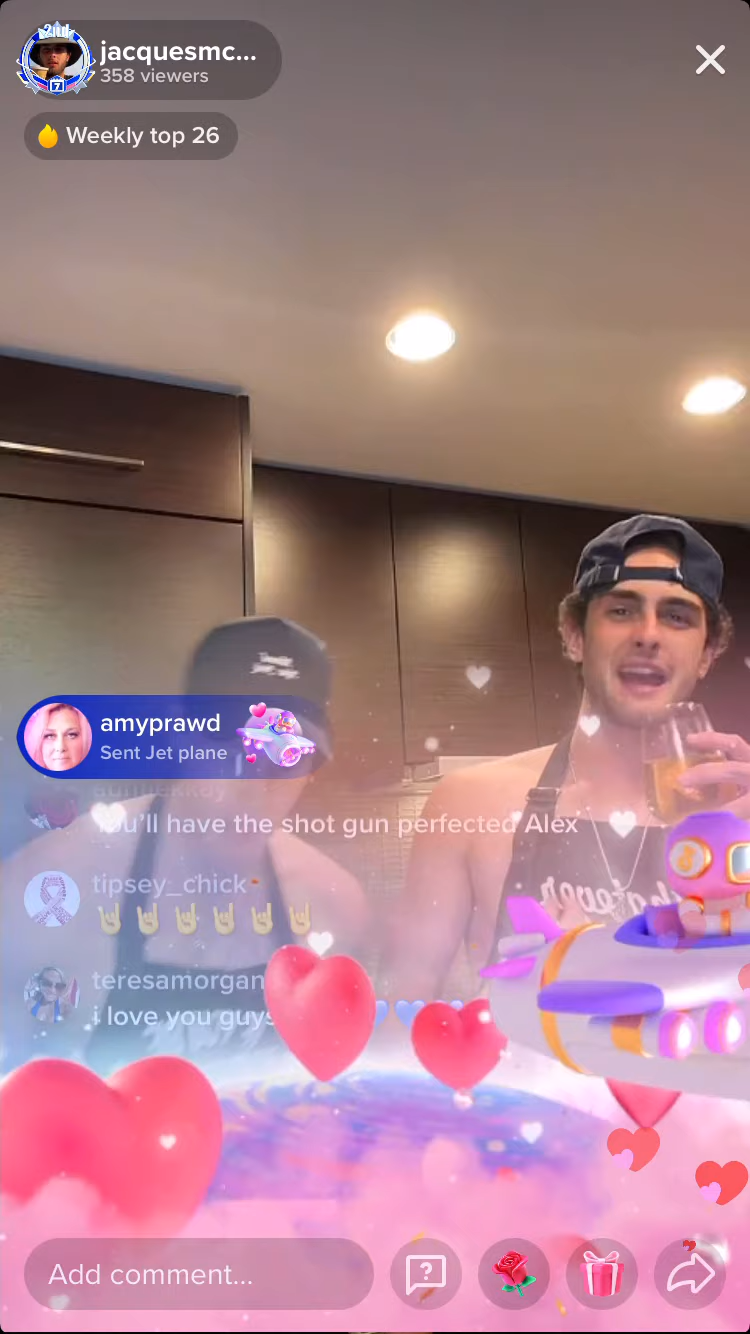 jacquesmc...
358 viewers
Weekly top 26
amyprawd
Sent Jet plane
You'll have the shot gun perfected Alex
tipsey_chick
teresamorgan
i love you guys
Add comment...